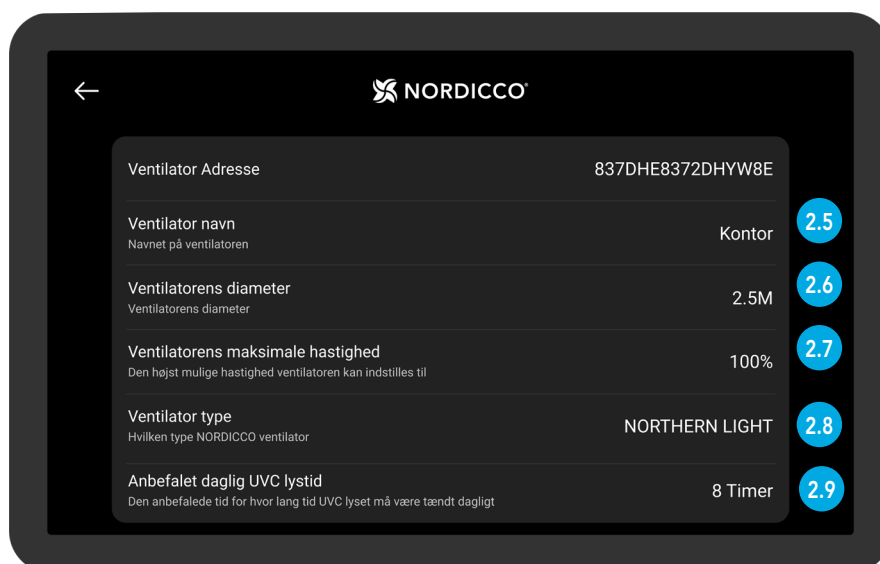 NORDICCO®
Ventilator Adresse 837DHE8372DHYW8E
Ventilator navn
Navnet på ventilatoren
Kontor
2.5
Ventilatorens diameter
Ventilatorens diameter
2.5M
2.6
Ventilatorens maksimale hastighed
Den højst mulige hastighed ventilatoren kan indstilles til
100%
2.7
Ventilator type
Hvilken type NORDICCO ventilator
NORTHERN LIGHT
2.8
Anbefalet daglig UVC lystid
Den anbefalede tid for hvor lang tid UVC lyset må være tændt dagligt
8 Timer
2.9